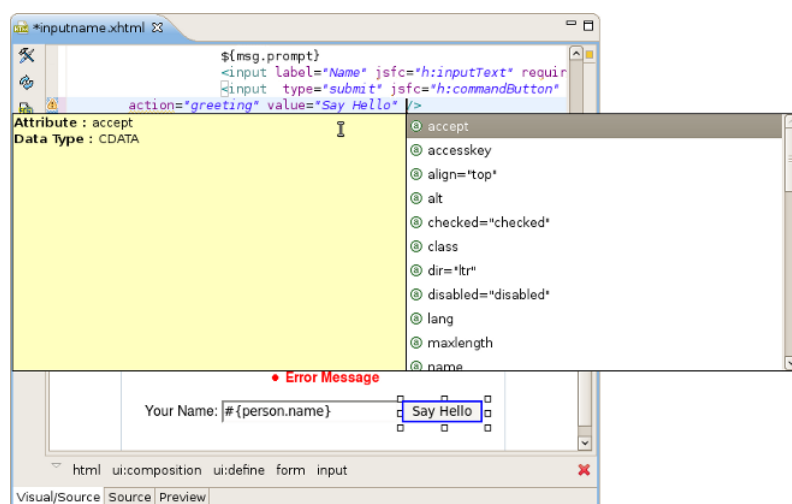 *inputname.xhtml
${msg.prompt}
<input label="Name" jsfc="h:inputText" requir
<input type="submit" jsfc="h:commandButton"
action="greeting" value="Say Hello" />
Attribute : accept
Data Type : CDATA
accept
accesskey
align="top"
alt
checked="checked"
class
dir="ltr"
disabled="disabled"
lang
maxlength
name
Error Message
Your Name: #{person.name} Say Hello
html ui:composition ui:define form input
Visual/Source Source Preview